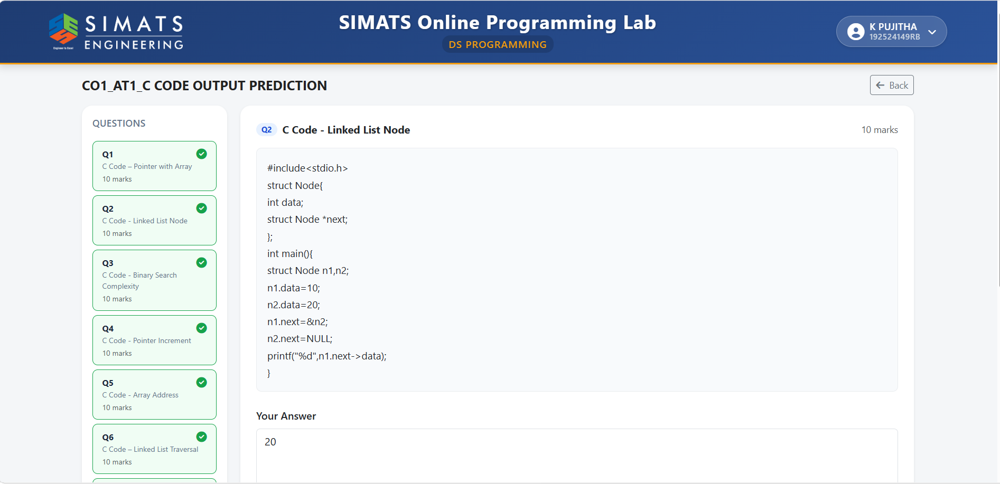 SIMATS
ENGINEERING
Engineer to Excel
SIMATS Online Programming Lab
DS PROGRAMMING
K PUJITHA
192524149RB
CO1_AT1_C CODE OUTPUT PREDICTION
Back
QUESTIONS
Q1
C Code – Pointer with Array
10 marks
Q2
C Code - Linked List Node
10 marks
Q3
C Code - Binary Search
Complexity
10 marks
Q4
C Code - Pointer Increment
10 marks
Q5
C Code - Array Address
10 marks
Q6
C Code – Linked List Traversal
10 marks
Q2 C Code - Linked List Node
10 marks
#include<stdio.h>
struct Node{
int data;
struct Node *next;
};
int main(){
struct Node n1,n2;
n1.data=10;
n2.data=20;
n1.next=&n2;
n2.next=NULL;
printf("%d",n1.next->data);
}
Your Answer
20